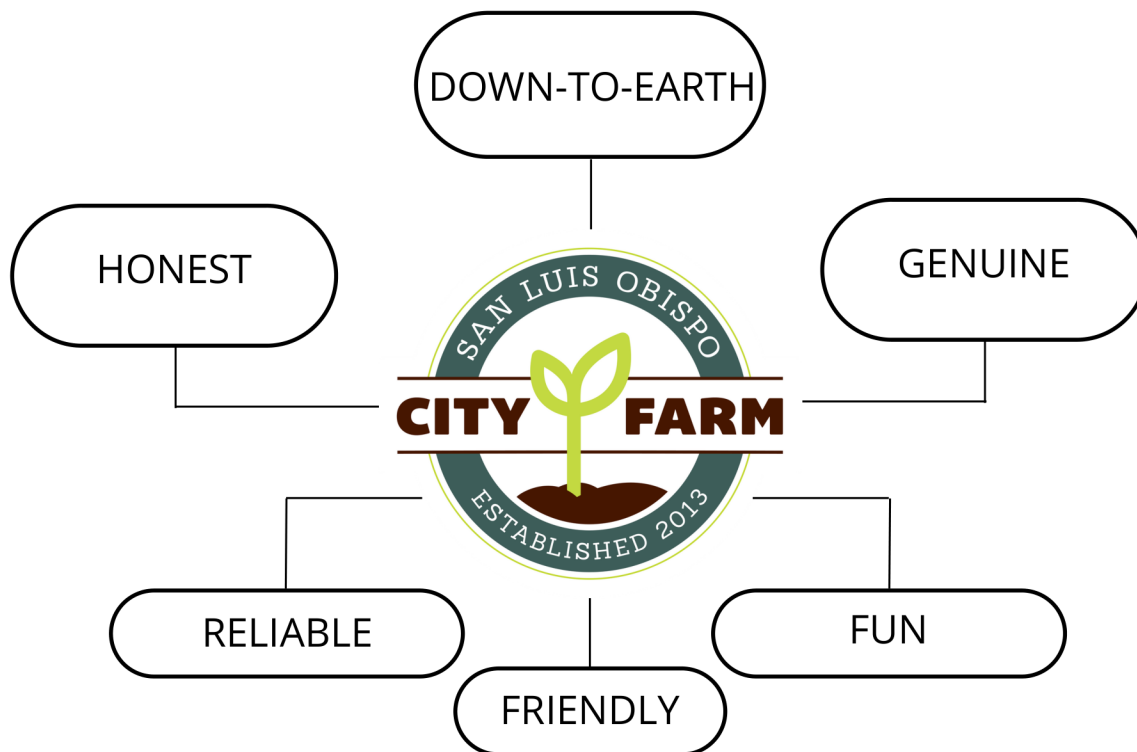 DOWN-TO-EARTH
HONEST
GENUINE
SAN LUIS OBISPO
CITY FARM
ESTABLISHED 2013
RELIABLE
FUN
FRIENDLY